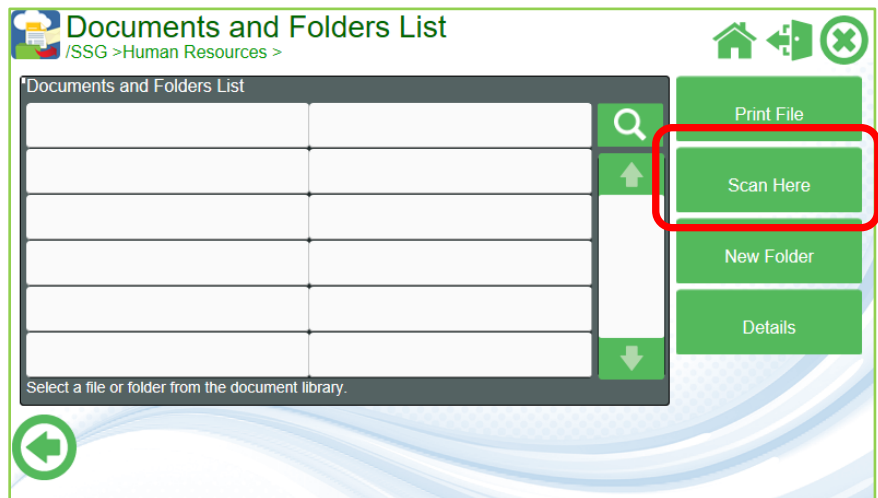 Documents and Folders List
/SSG >Human Resources >
Documents and Folders List
Print File
Scan Here
New Folder
Details
Select a file or folder from the document library.